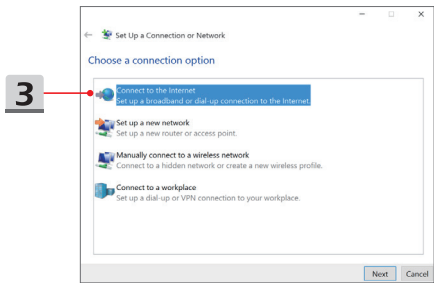 Set Up a Connection or Network
Choose a connection option
3
Connect to the Internet
Set up a broadband or dial-up connection to the Internet.
Set up a new network
Set up a new router or access point.
Manually connect to a wireless network
Connect to a hidden network or create a new wireless profile.
Connect to a workplace
Set up a dial-up or VPN connection to your workplace.
Next Cancel